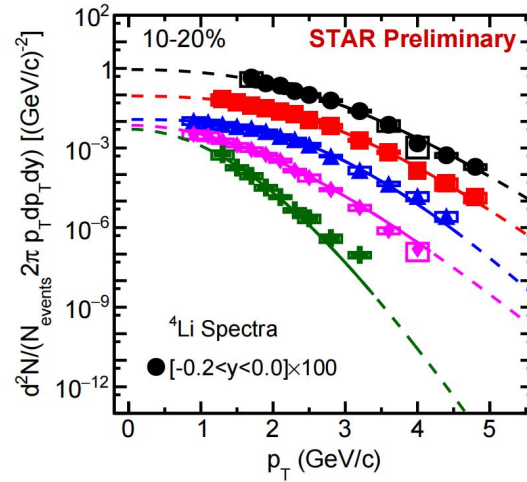 10-20%
STAR Preliminary
d²N/(N_events 2π p_T dp_T dy) [(GeV/c)⁻²]
10²
1
10⁻³
10⁻⁶
10⁻⁹
10⁻¹²
⁴Li Spectra
[-0.2<y<0.0]×100
0 1 2 3 4 5
p_T (GeV/c)